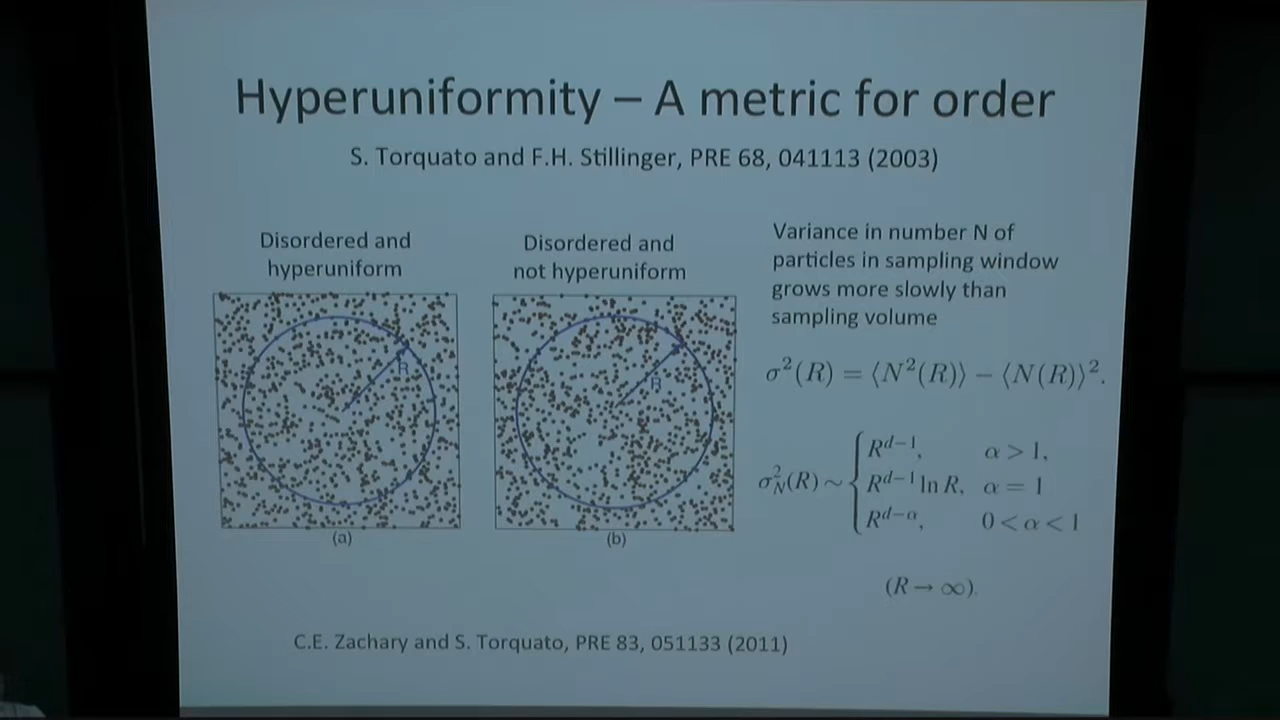 Hyperuniformity – A metric for order
S. Torquato and F.H. Stillinger, PRE 68, 041113 (2003)
Disordered and
hyperuniform
Disordered and
not hyperuniform
R
R
(a)
(b)
Variance in number N of
particles in sampling window
grows more slowly than
sampling volume
σ²(R) = ⟨N²(R)⟩ − ⟨N(R)⟩².
σ²_N(R) ~ { R^{d−1}, α > 1,
R^{d−1} ln R, α = 1
R^{d−α}, 0 < α < 1
(R → ∞).
C.E. Zachary and S. Torquato, PRE 83, 051133 (2011)